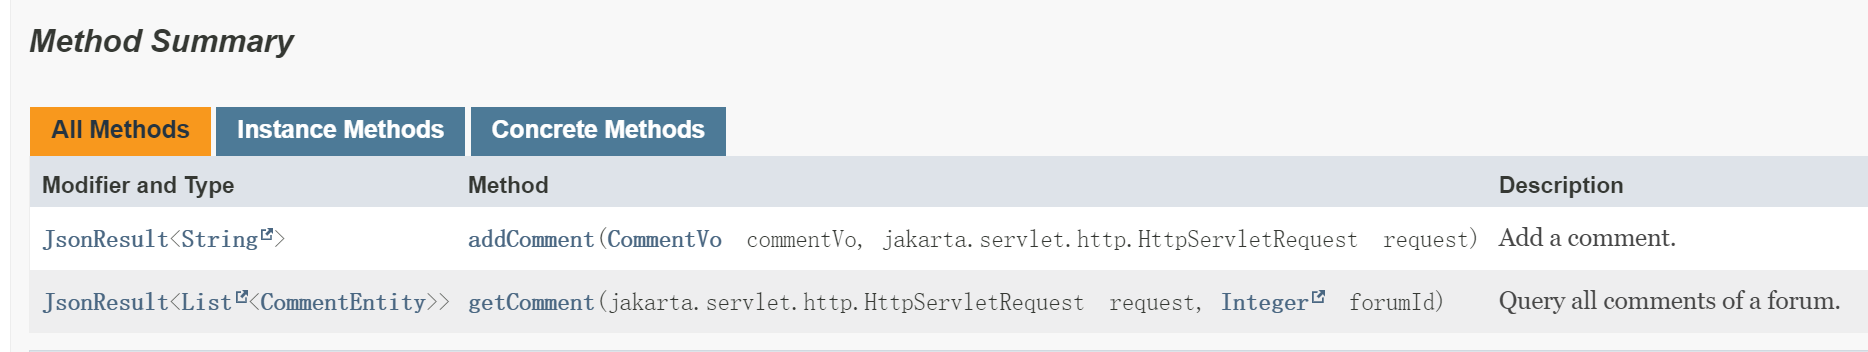 Method Summary
All Methods Instance Methods Concrete Methods
Modifier and Type Method Description
JsonResult<String> addComment(CommentVo commentVo, jakarta.servlet.http.HttpServletRequest request) Add a comment.
JsonResult<List<CommentEntity>> getComment(jakarta.servlet.http.HttpServletRequest request, Integer forumId) Query all comments of a forum.